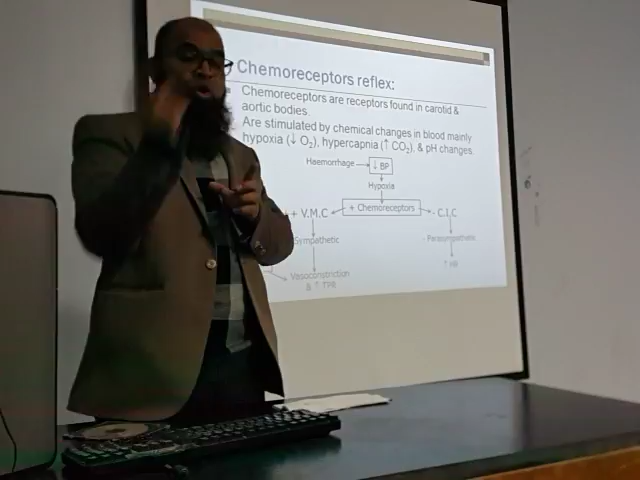 Chemoreceptors reflex:
Chemoreceptors are receptors found in carotid &
aortic bodies.
Are stimulated by chemical changes in blood mainly
hypoxia (↓ O₂), hypercapnia (↑ CO₂), & pH changes.
Haemorrhage → ↓ BP
Hypoxia
+ Chemoreceptors
+ V.M.C
- C.I.C
Sympathetic
Parasympathetic
Vasoconstriction
& ↑ TPR
↑ HR